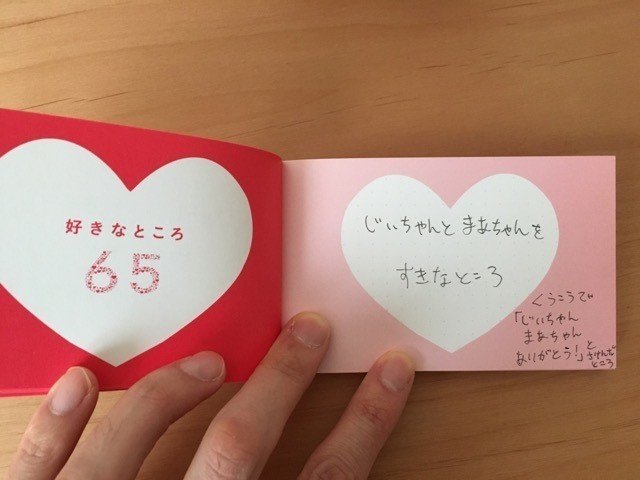 好きなところ
65
じいちゃんと まあちゃんを
すきなところ
くうこうで
「じいちゃん
まあちゃん
ありがとう!」と
さけんだ
ところ